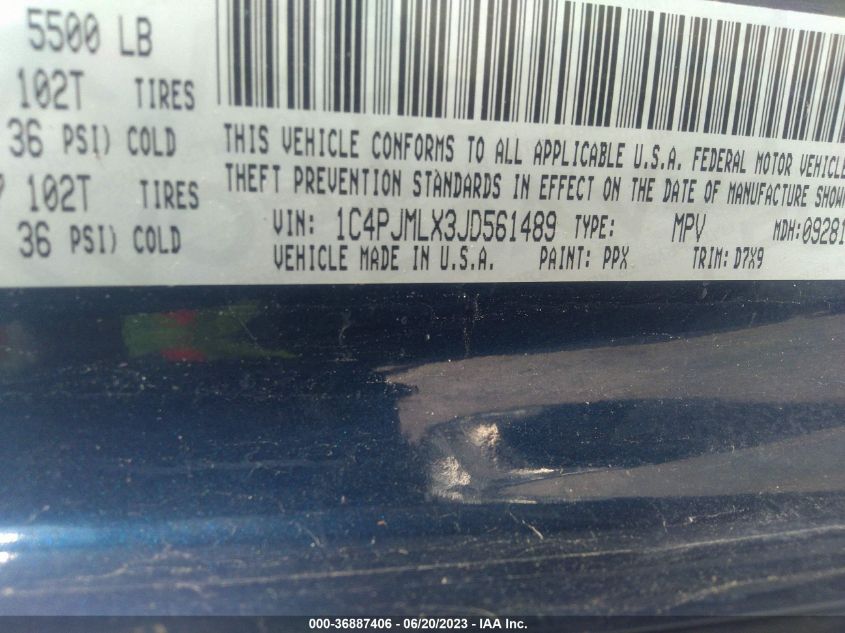 5500 LB
102T TIRES
36 PSI) COLD
102T TIRES
36 PSI) COLD
THIS VEHICLE CONFORMS TO ALL APPLICABLE U.S.A. FEDERAL MOTOR VEHICLE
THEFT PREVENTION STANDARDS IN EFFECT ON THE DATE OF MANUFACTURE SHOWN
VIN: 1C4PJMLX3JD561489 TYPE: MPV MDH:09281
VEHICLE MADE IN U.S.A. PAINT: PPX TRIM: D7X9
000-36887406 - 06/20/2023 - IAA Inc.